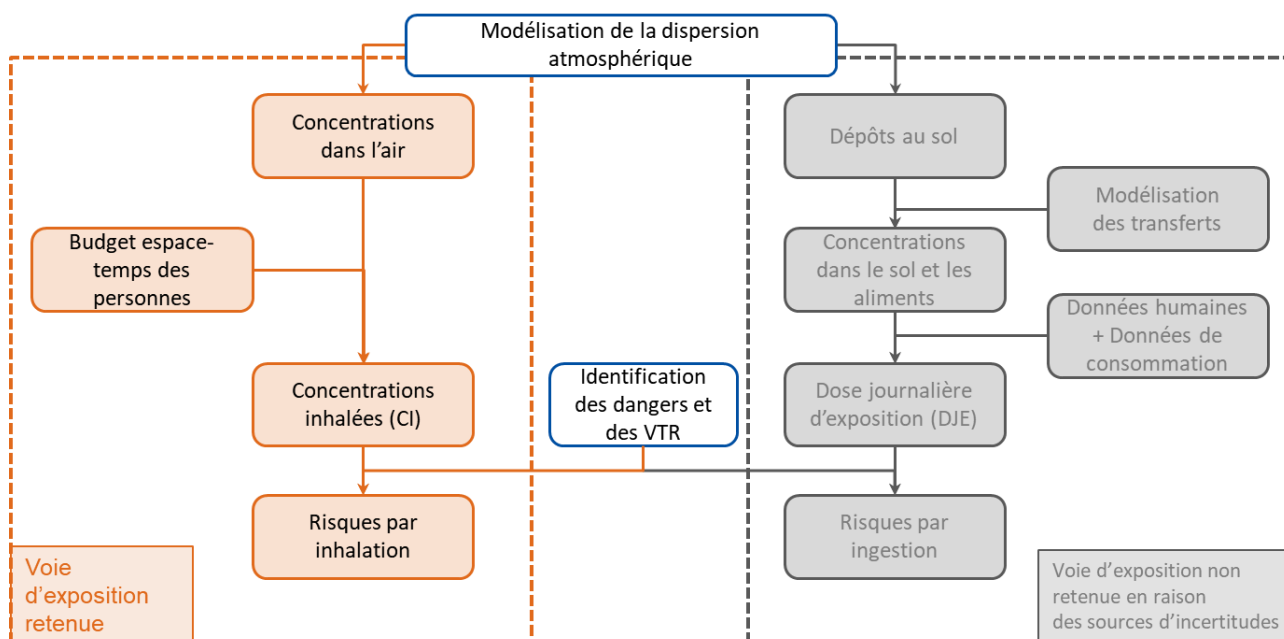 Modélisation de la dispersion
atmosphérique
Concentrations
dans l'air
Dépôts au sol
Modélisation
des transferts
Budget espace-
temps des
personnes
Concentrations
dans le sol et les
aliments
Données humaines
+ Données de
consommation
Concentrations
inhalées (CI)
Identification
des dangers et
des VTR
Dose journalière
d'exposition (DJE)
Risques par
inhalation
Risques par
ingestion
Voie
d'exposition
retenue
Voie d'exposition non
retenue en raison
des sources d'incertitudes